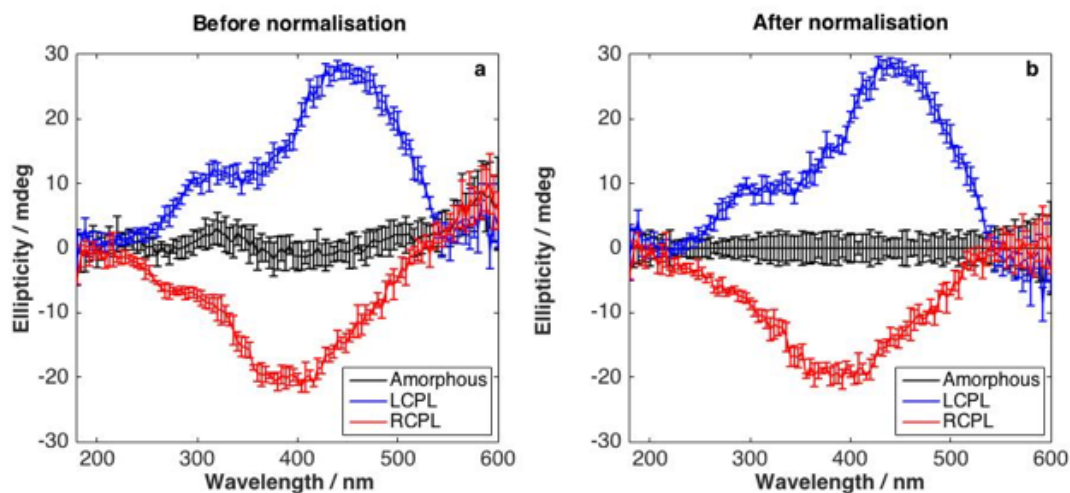 Before normalisation
a
30
20
10
0
-10
-20
-30
Ellipticity / mdeg
Amorphous
LCPL
RCPL
200 300 400 500 600
Wavelength / nm
After normalisation
b
30
20
10
0
-10
-20
-30
Ellipticity / mdeg
Amorphous
LCPL
RCPL
200 300 400 500 600
Wavelength / nm